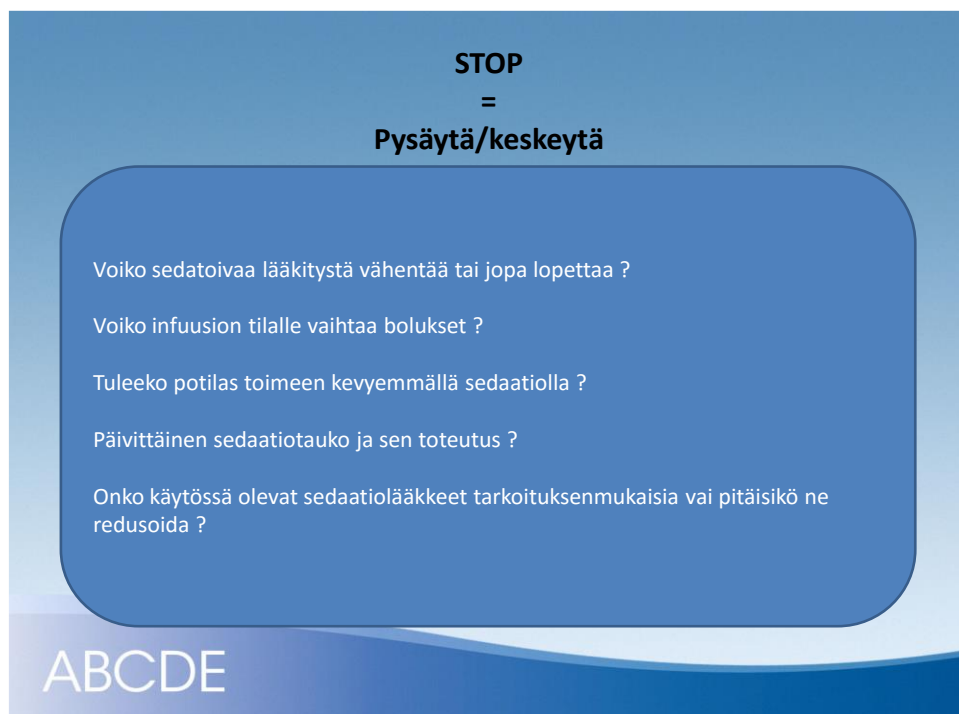 STOP
=
Pysäytä/keskeytä
Voiko sedatoivaa lääkitystä vähentää tai jopa lopettaa ?
Voiko infuusion tilalle vaihtaa bolukset ?
Tuleeko potilas toimeen kevyemmällä sedaatiolla ?
Päivittäinen sedaatiotauko ja sen toteutus ?
Onko käytössä olevat sedaatiolääkkeet tarkoituksenmukaisia vai pitäisikö ne
redusoida ?
ABCDE